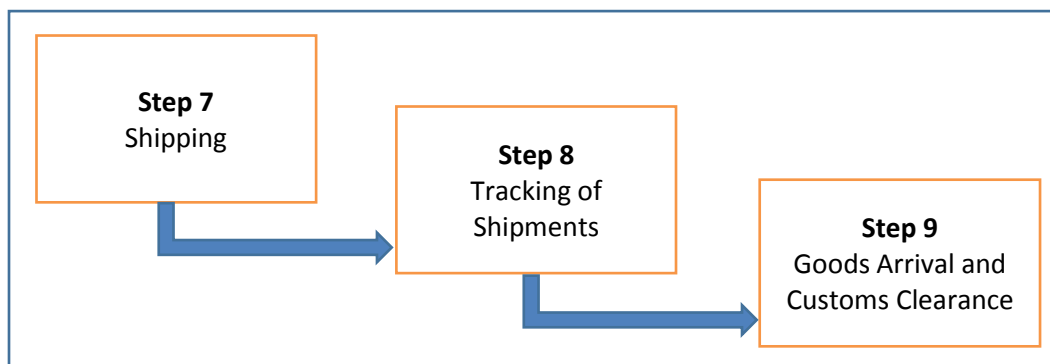 Step 7
Shipping
Step 8
Tracking of
Shipments
Step 9
Goods Arrival and
Customs Clearance